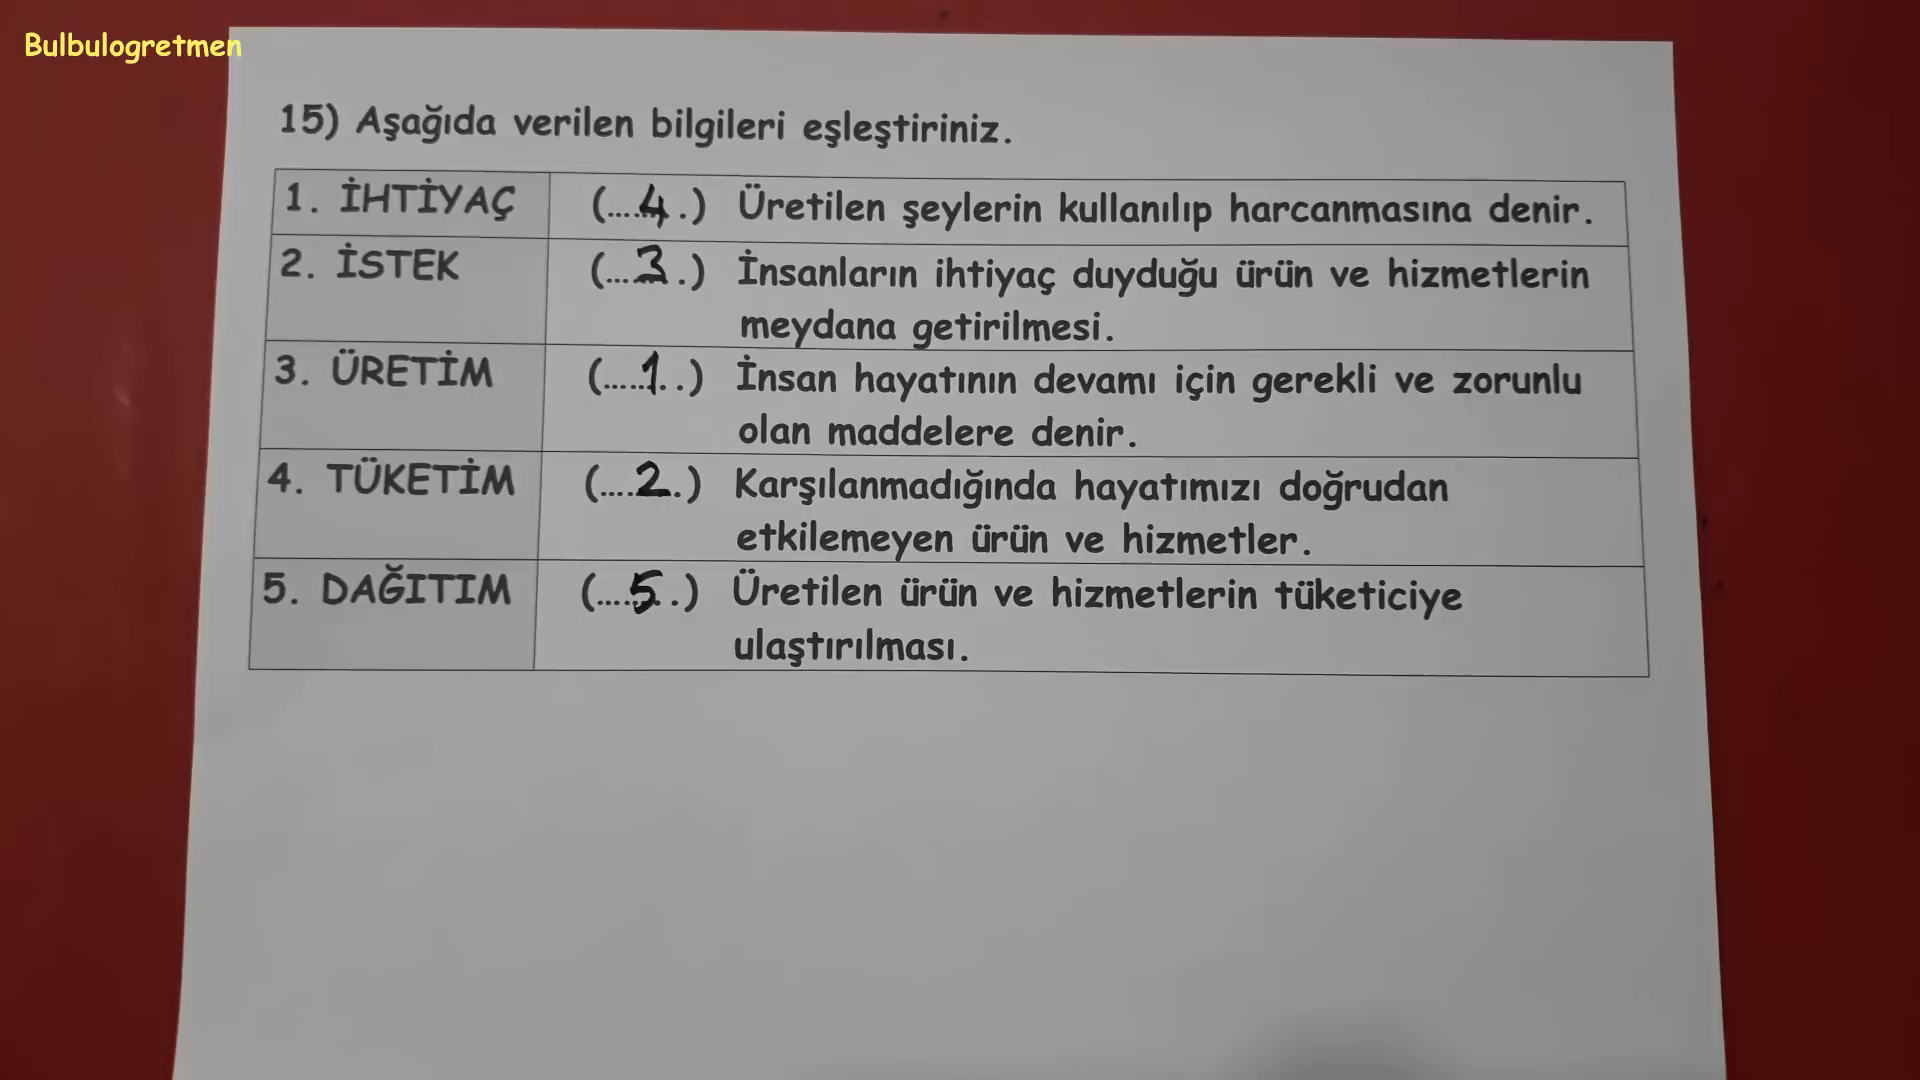 Bulbulogretmen
15) Aşağıda verilen bilgileri eşleştiriniz.
1. İHTİYAÇ (.....4.) Üretilen şeylerin kullanılıp harcanmasına denir.
2. İSTEK (.....3.) İnsanların ihtiyaç duyduğu ürün ve hizmetlerin
meydana getirilmesi.
3. ÜRETİM (.....1..) İnsan hayatının devamı için gerekli ve zorunlu
olan maddelere denir.
4. TÜKETİM (.....2.) Karşılanmadığında hayatımızı doğrudan
etkilemeyen ürün ve hizmetler.
5. DAĞITIM (.....5..) Üretilen ürün ve hizmetlerin tüketiciye
ulaştırılması.